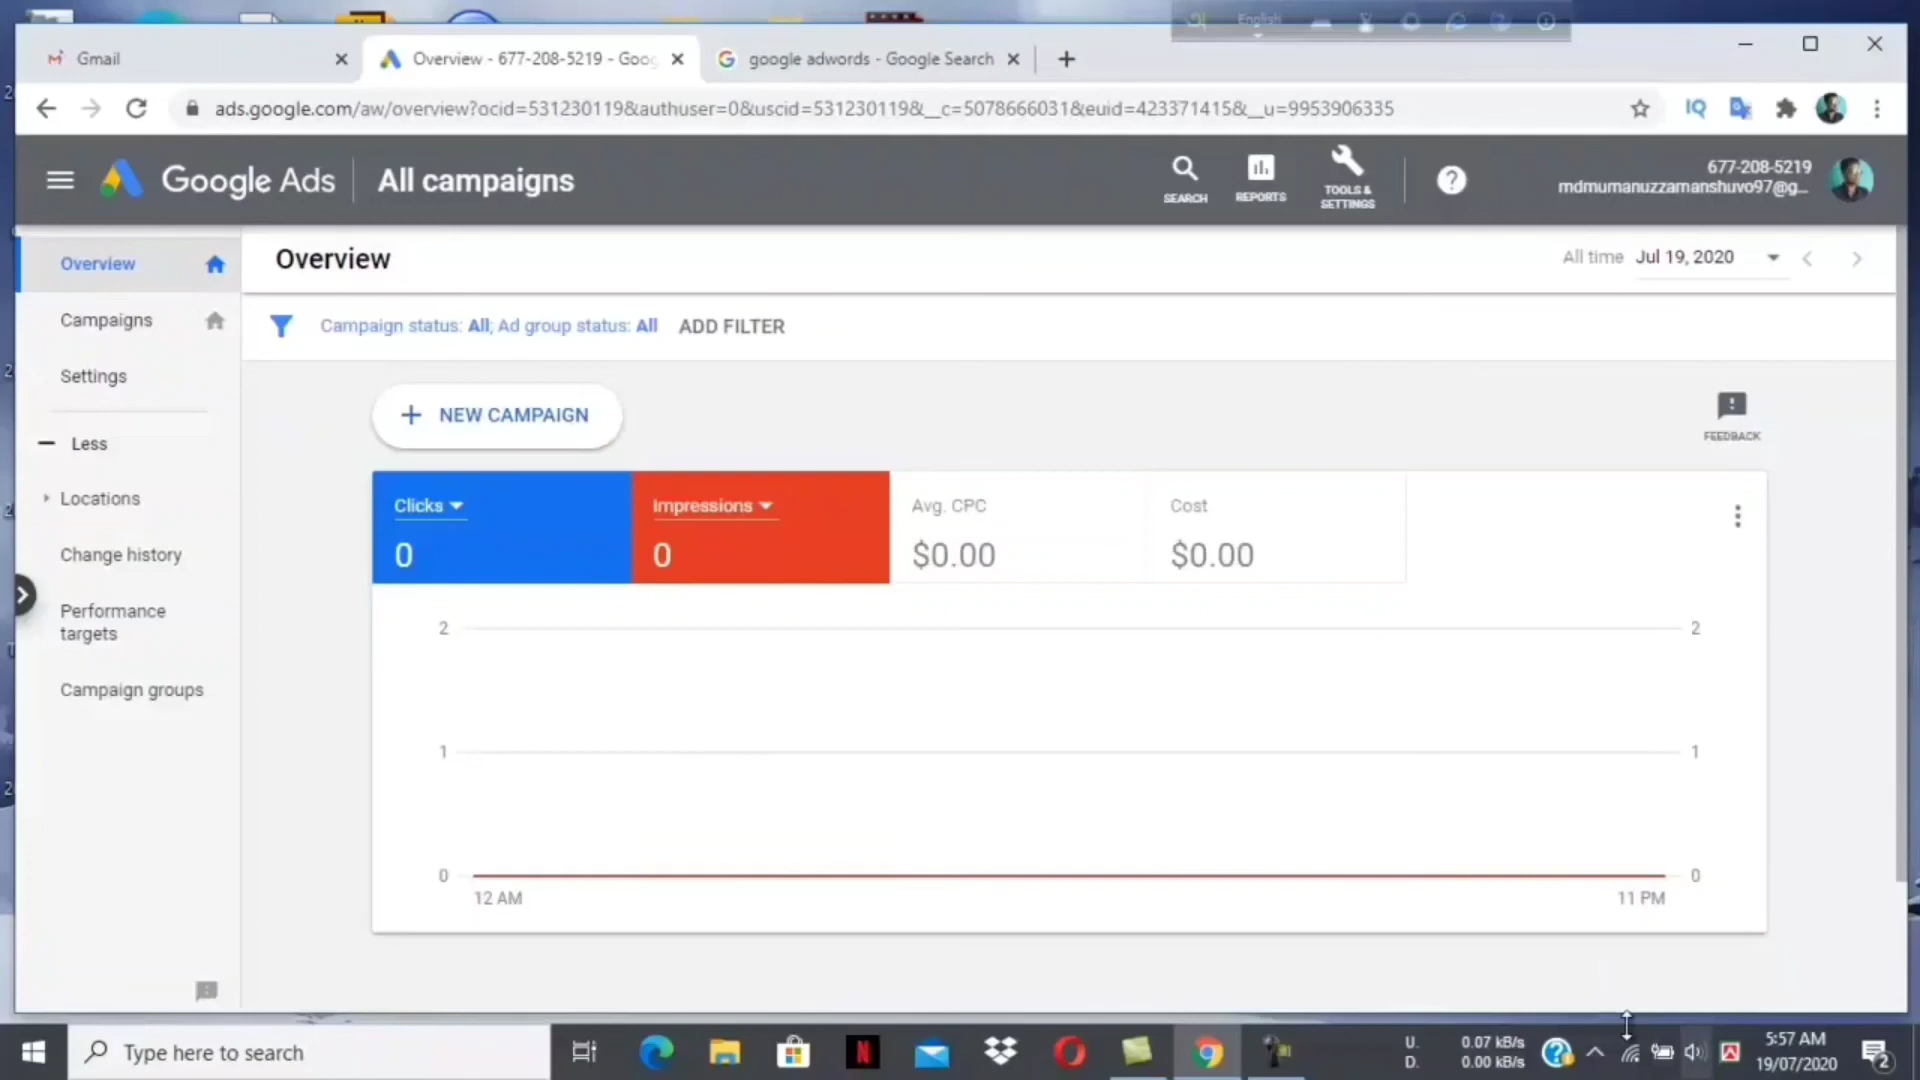 English
Gmail
Overview - 677-208-5219 - Goog
google adwords - Google Search
ads.google.com/aw/overview?ocid=531230119&authuser=0&uscid=531230119&__c=5078666031&euid=423371415&__u=9953906335
IQ
Google Ads
All campaigns
SEARCH
REPORTS
TOOLS &
SETTINGS
677-208-5219
mdmumanuzzamanshuvo97@g...
Overview
Campaigns
Settings
Less
Locations
Change history
Performance
targets
Campaign groups
Overview
All time Jul 19, 2020
Campaign status: All; Ad group status: All ADD FILTER
+ NEW CAMPAIGN
FEEDBACK
Clicks
0
Impressions
0
Avg. CPC
$0.00
Cost
$0.00
2 2
1 1
0 0
12 AM 11 PM
Type here to search
U: 0.07 kB/s
D: 0.00 kB/s
5:57 AM
19/07/2020
2